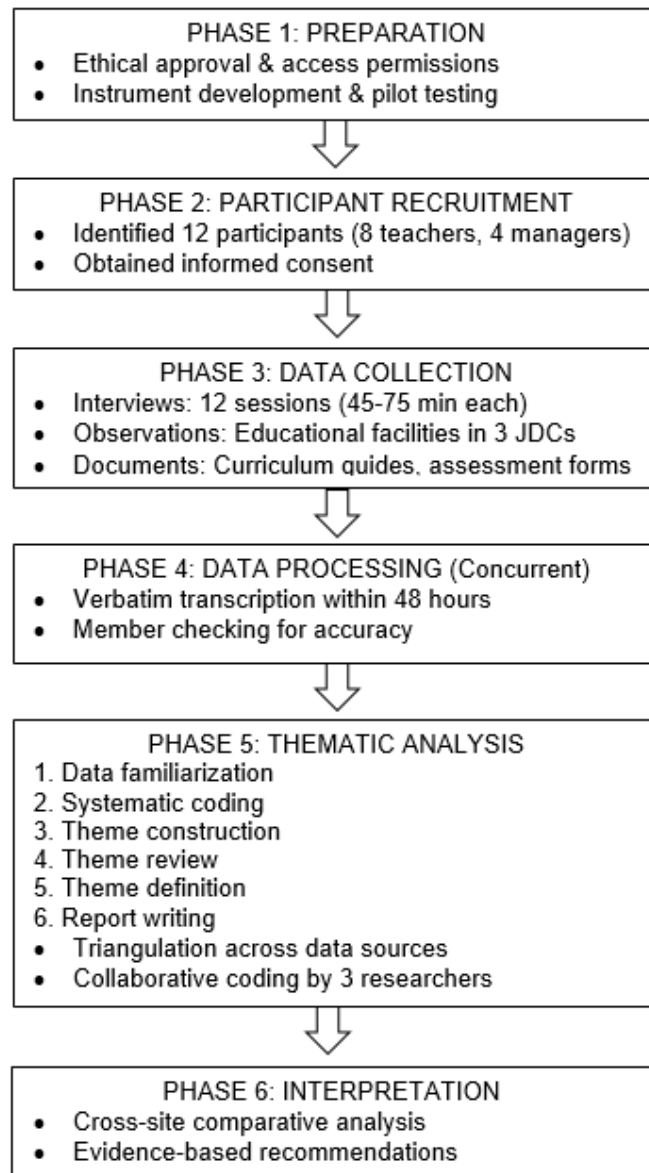 PHASE 1: PREPARATION
• Ethical approval & access permissions
• Instrument development & pilot testing
PHASE 2: PARTICIPANT RECRUITMENT
• Identified 12 participants (8 teachers, 4 managers)
• Obtained informed consent
PHASE 3: DATA COLLECTION
• Interviews: 12 sessions (45-75 min each)
• Observations: Educational facilities in 3 JDCs
• Documents: Curriculum guides, assessment forms
PHASE 4: DATA PROCESSING (Concurrent)
• Verbatim transcription within 48 hours
• Member checking for accuracy
PHASE 5: THEMATIC ANALYSIS
1. Data familiarization
2. Systematic coding
3. Theme construction
4. Theme review
5. Theme definition
6. Report writing
• Triangulation across data sources
• Collaborative coding by 3 researchers
PHASE 6: INTERPRETATION
• Cross-site comparative analysis
• Evidence-based recommendations